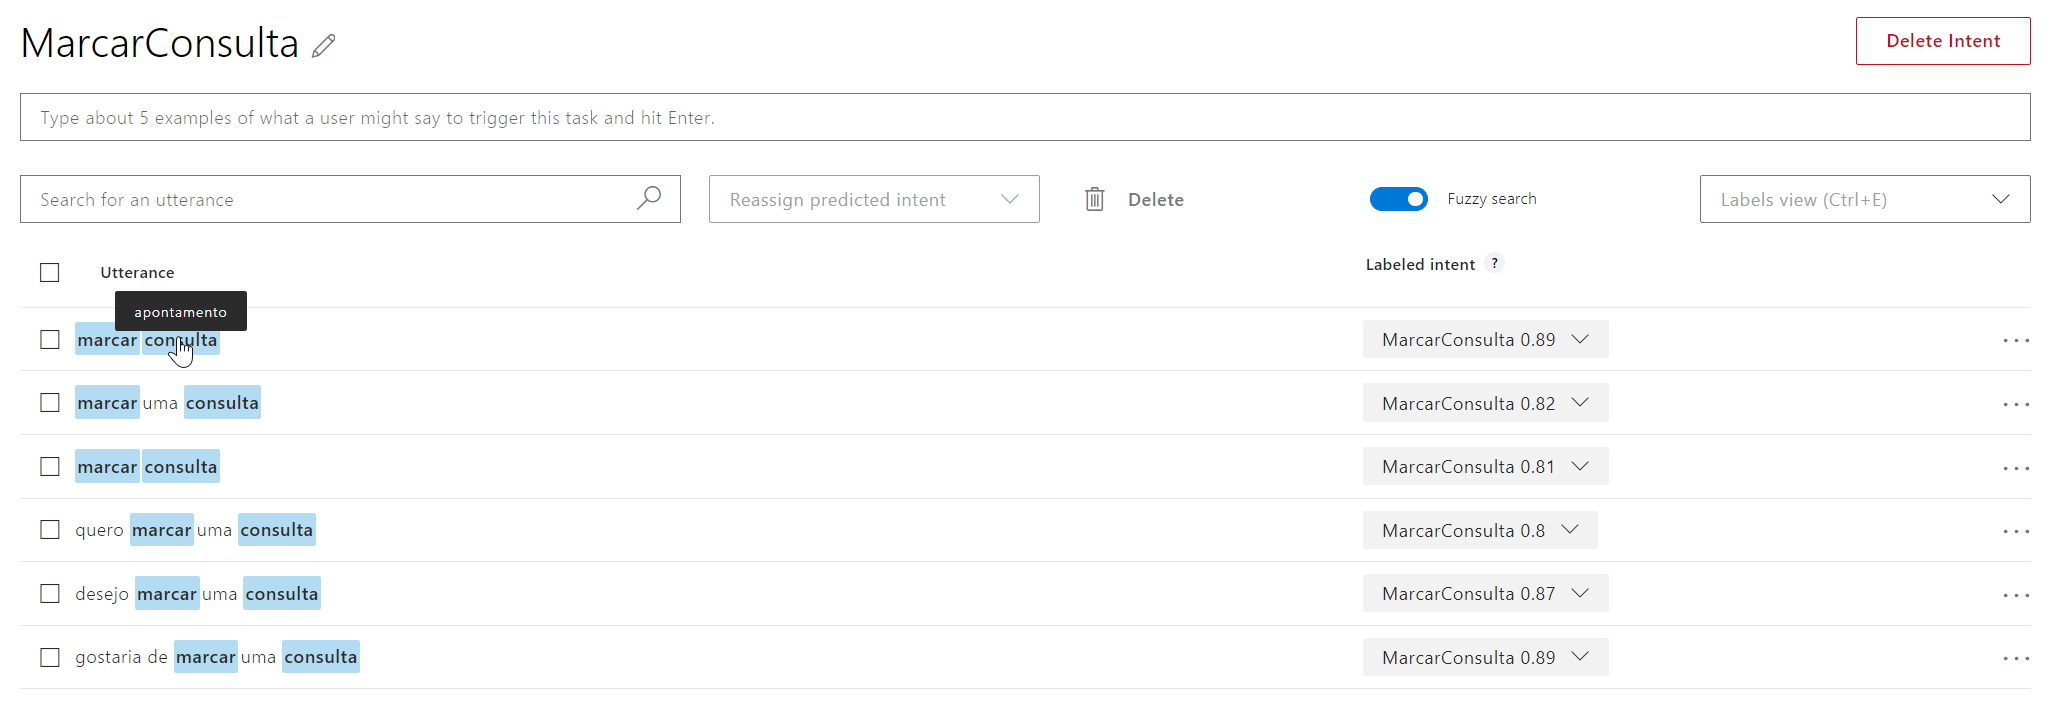 MarcarConsulta
Delete Intent
Type about 5 examples of what a user might say to trigger this task and hit Enter.
Search for an utterance
Reassign predicted intent
Delete
Fuzzy search
Labels view (Ctrl+E)
Utterance
Labeled intent ?
apontamento
marcar consulta
MarcarConsulta 0.89
marcar uma consulta
MarcarConsulta 0.82
marcar consulta
MarcarConsulta 0.81
quero marcar uma consulta
MarcarConsulta 0.8
desejo marcar uma consulta
MarcarConsulta 0.87
gostaria de marcar uma consulta
MarcarConsulta 0.89